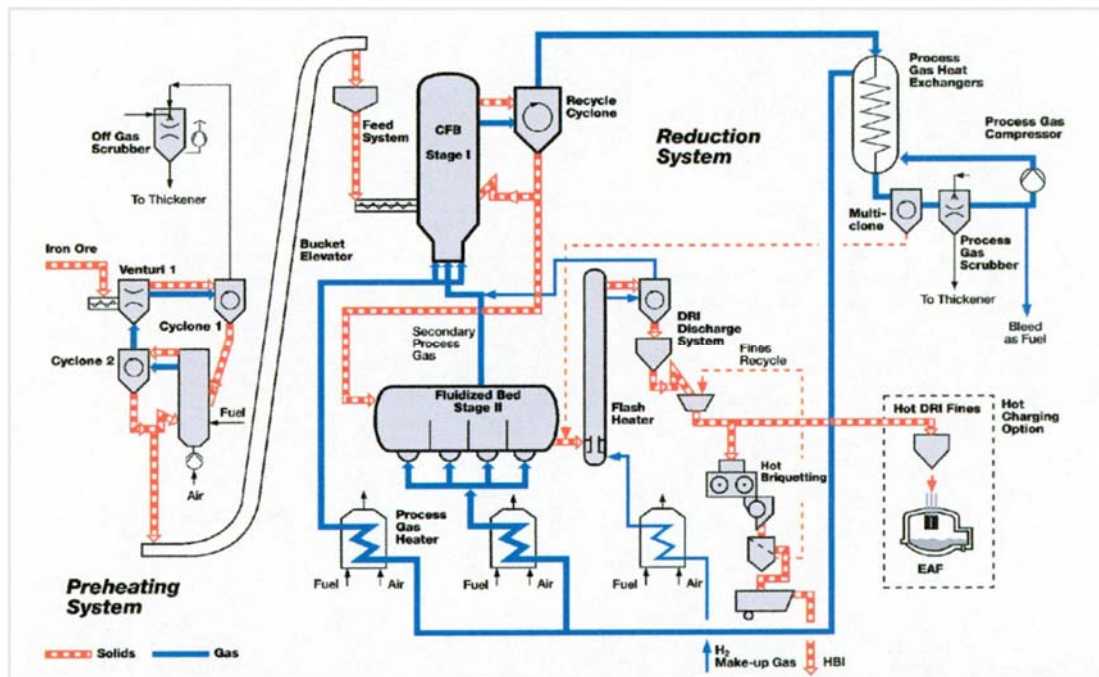 Off Gas
Scrubber
To Thickener
Iron Ore
Venturi 1
Cyclone 1
Cyclone 2
Fuel
Air
Bucket
Elevator
Preheating
System
Solids
Gas
Feed
System
CFB
Stage I
Recycle
Cyclone
Reduction
System
Process
Gas Heat
Exchangers
Process Gas
Compressor
Multi-
clone
Process
Gas
Scrubber
To Thickener
Bleed
as Fuel
Secondary
Process
Gas
DRI
Discharge
System
Fines
Recycle
Fluidized Bed
Stage II
Flash
Heater
Hot DRI Fines
Hot
Charging
Option
Hot
Briquetting
EAF
Process
Gas
Heater
Fuel
Air
Fuel
Air
Fuel
Air
H2
Make-up Gas
HBI